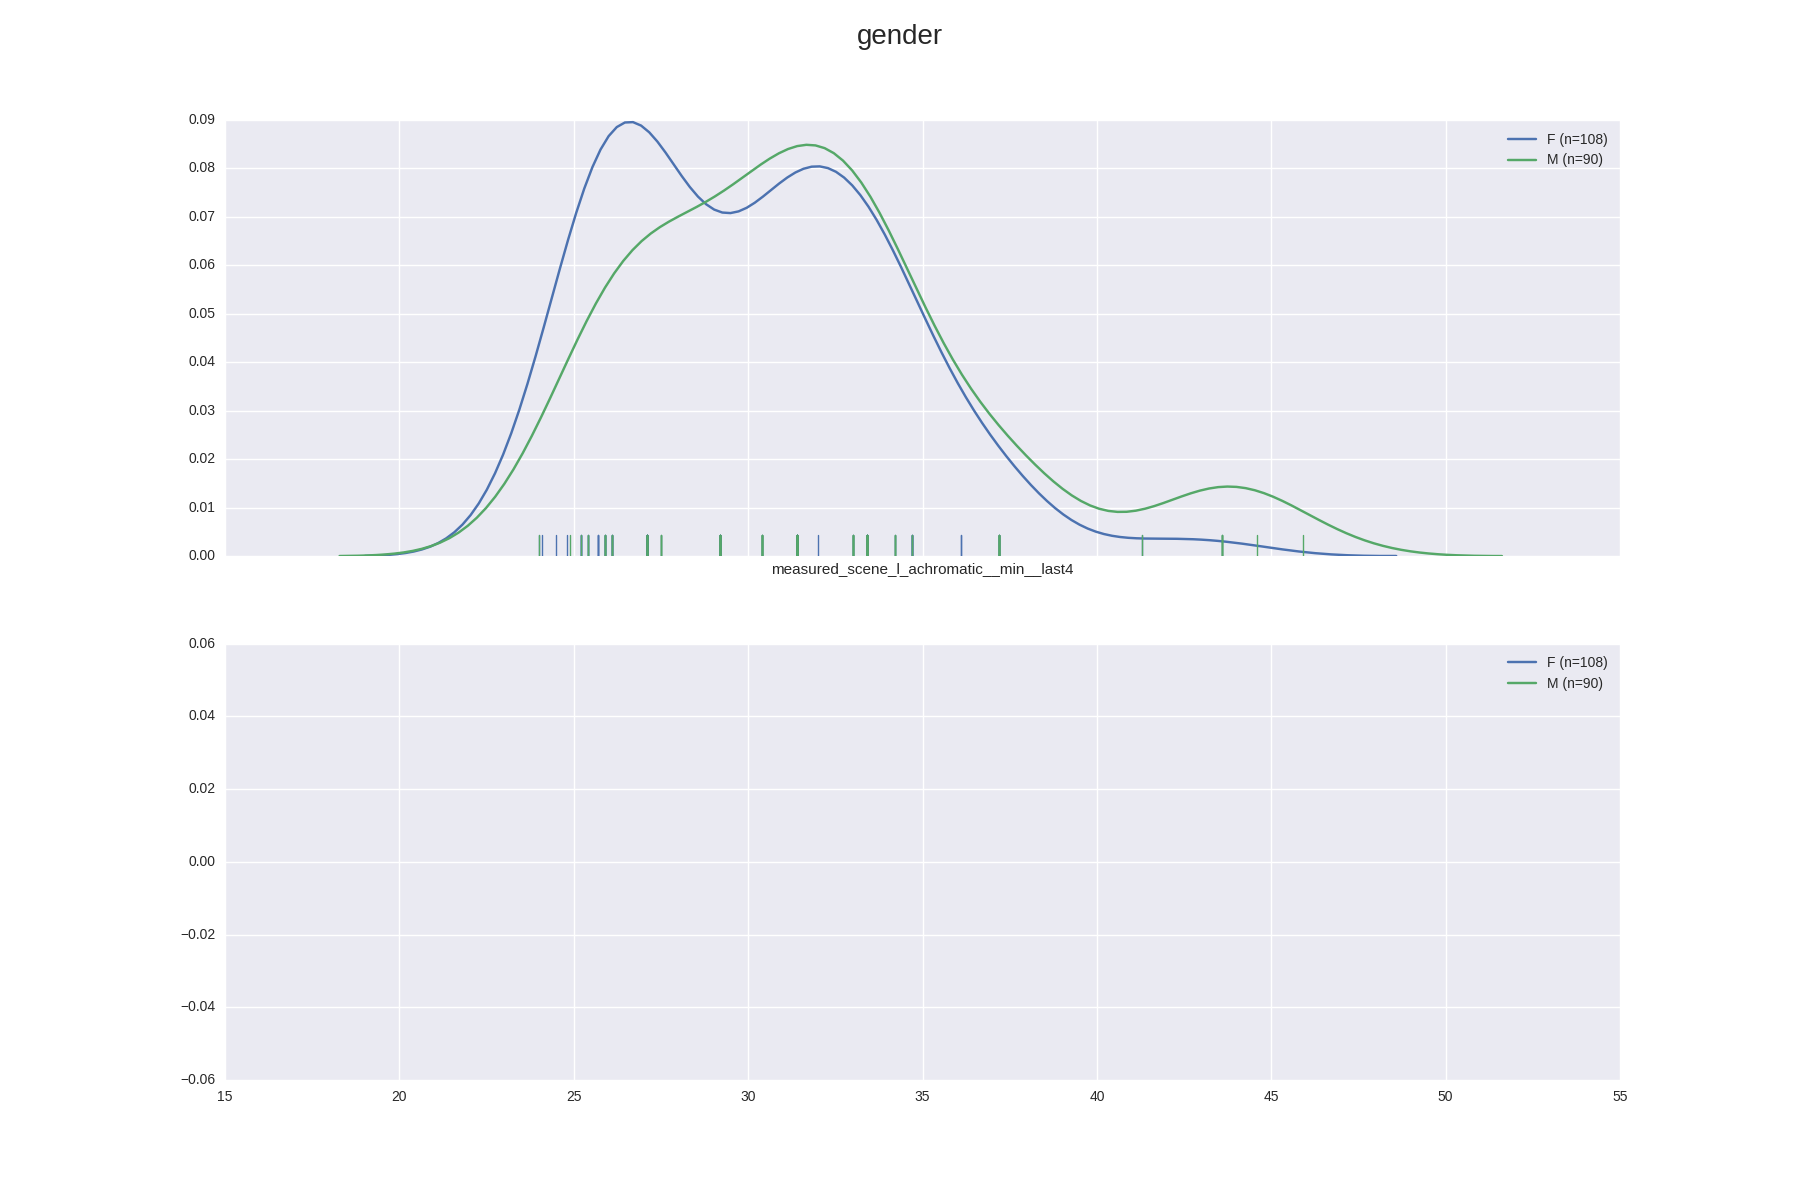 gender
0.09
0.08
0.07
0.06
0.05
0.04
0.03
0.02
0.01
0.00
F (n=108)
M (n=90)
measured_scene_l_achromatic__min__last4
0.06
0.04
0.02
0.00
−0.02
−0.04
−0.06
F (n=108)
M (n=90)
15 20 25 30 35 40 45 50 55